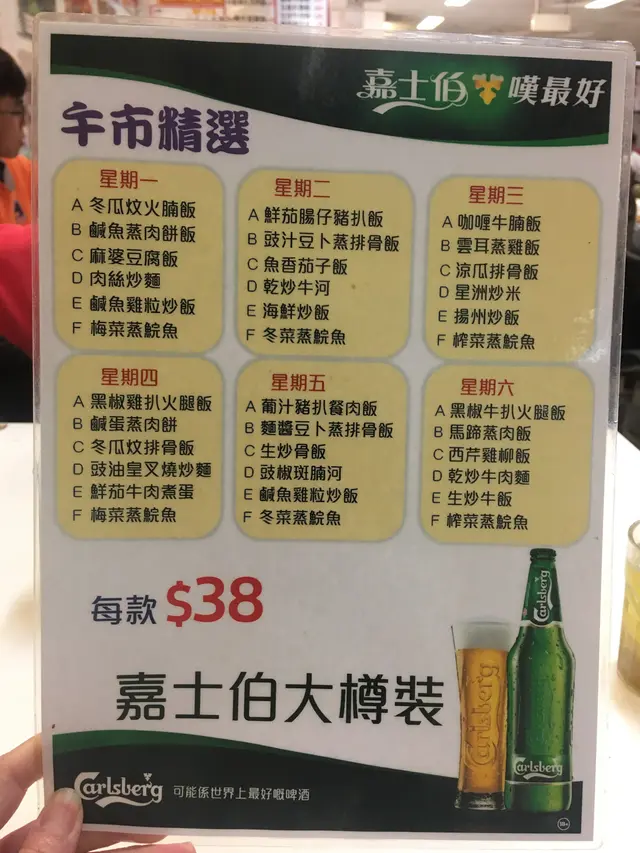 嘉士伯 嘆最好
午市精選
星期一
A 冬瓜炆火腩飯
B 鹹魚蒸肉餅飯
C 麻婆豆腐飯
D 肉絲炒麵
E 鹹魚雞粒炒飯
F 梅菜蒸鯇魚
星期二
A 鮮茄腸仔豬扒飯
B 豉汁豆卜蒸排骨飯
C 魚香茄子飯
D 乾炒牛河
E 海鮮炒飯
F 冬菜蒸鯇魚
星期三
A 咖喱牛腩飯
B 雲耳蒸雞飯
C 涼瓜排骨飯
D 星洲炒米
E 揚州炒飯
F 榨菜蒸鯇魚
星期四
A 黑椒雞扒火腿飯
B 鹹蛋蒸肉餅
C 冬瓜炆排骨飯
D 豉油皇叉燒炒麵
E 鮮茄牛肉煮蛋
F 梅菜蒸鯇魚
星期五
A 葡汁豬扒餐肉飯
B 麵醬豆卜蒸排骨飯
C 生炒骨飯
D 豉椒斑腩河
E 鹹魚雞粒炒飯
F 冬菜蒸鯇魚
星期六
A 黑椒牛扒火腿飯
B 馬蹄蒸肉飯
C 西芹雞柳飯
D 乾炒牛肉麵
E 生炒牛飯
F 榨菜蒸鯇魚
每款 $38
嘉士伯大樽裝
Carlsberg
Carlsberg
Carlsberg
Carlsberg 可能係世界上最好嘅啤酒
18+